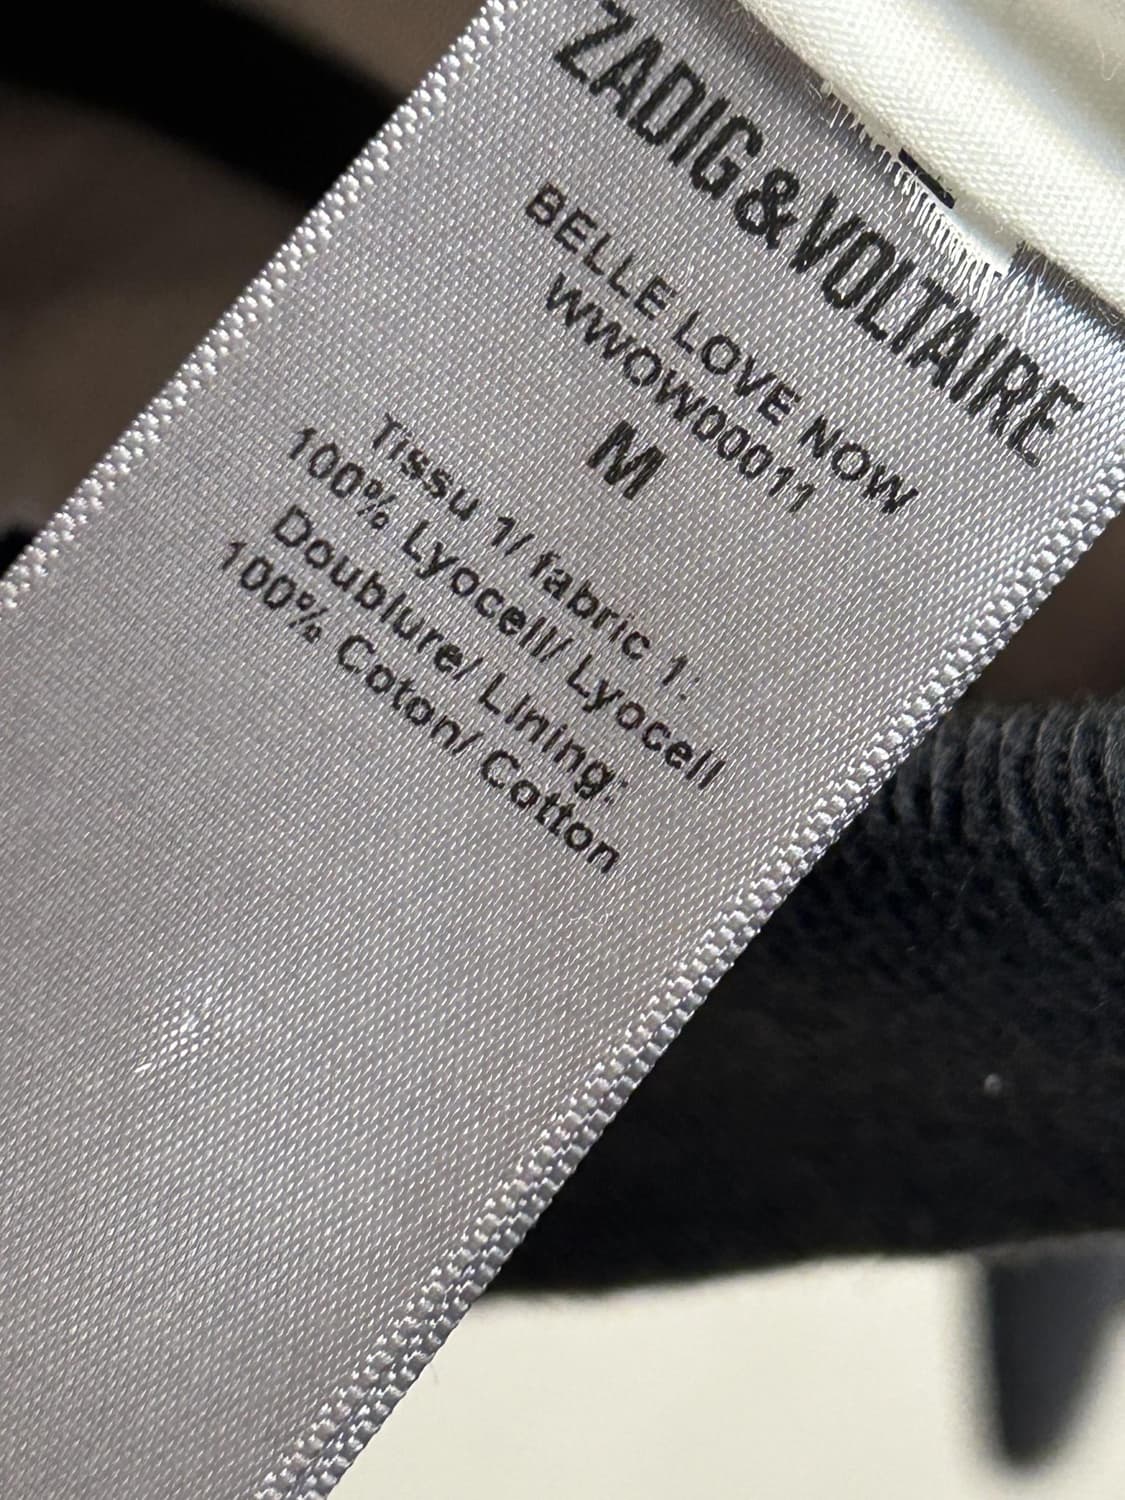 ZADIG&VOLTAIRE
BELLE LOVE NOW
WWOW00011
M
Tissu 1/ fabric 1:
100% Lyocell/ Lyocell
Doublure/ Lining:
100% Coton/ Cotton